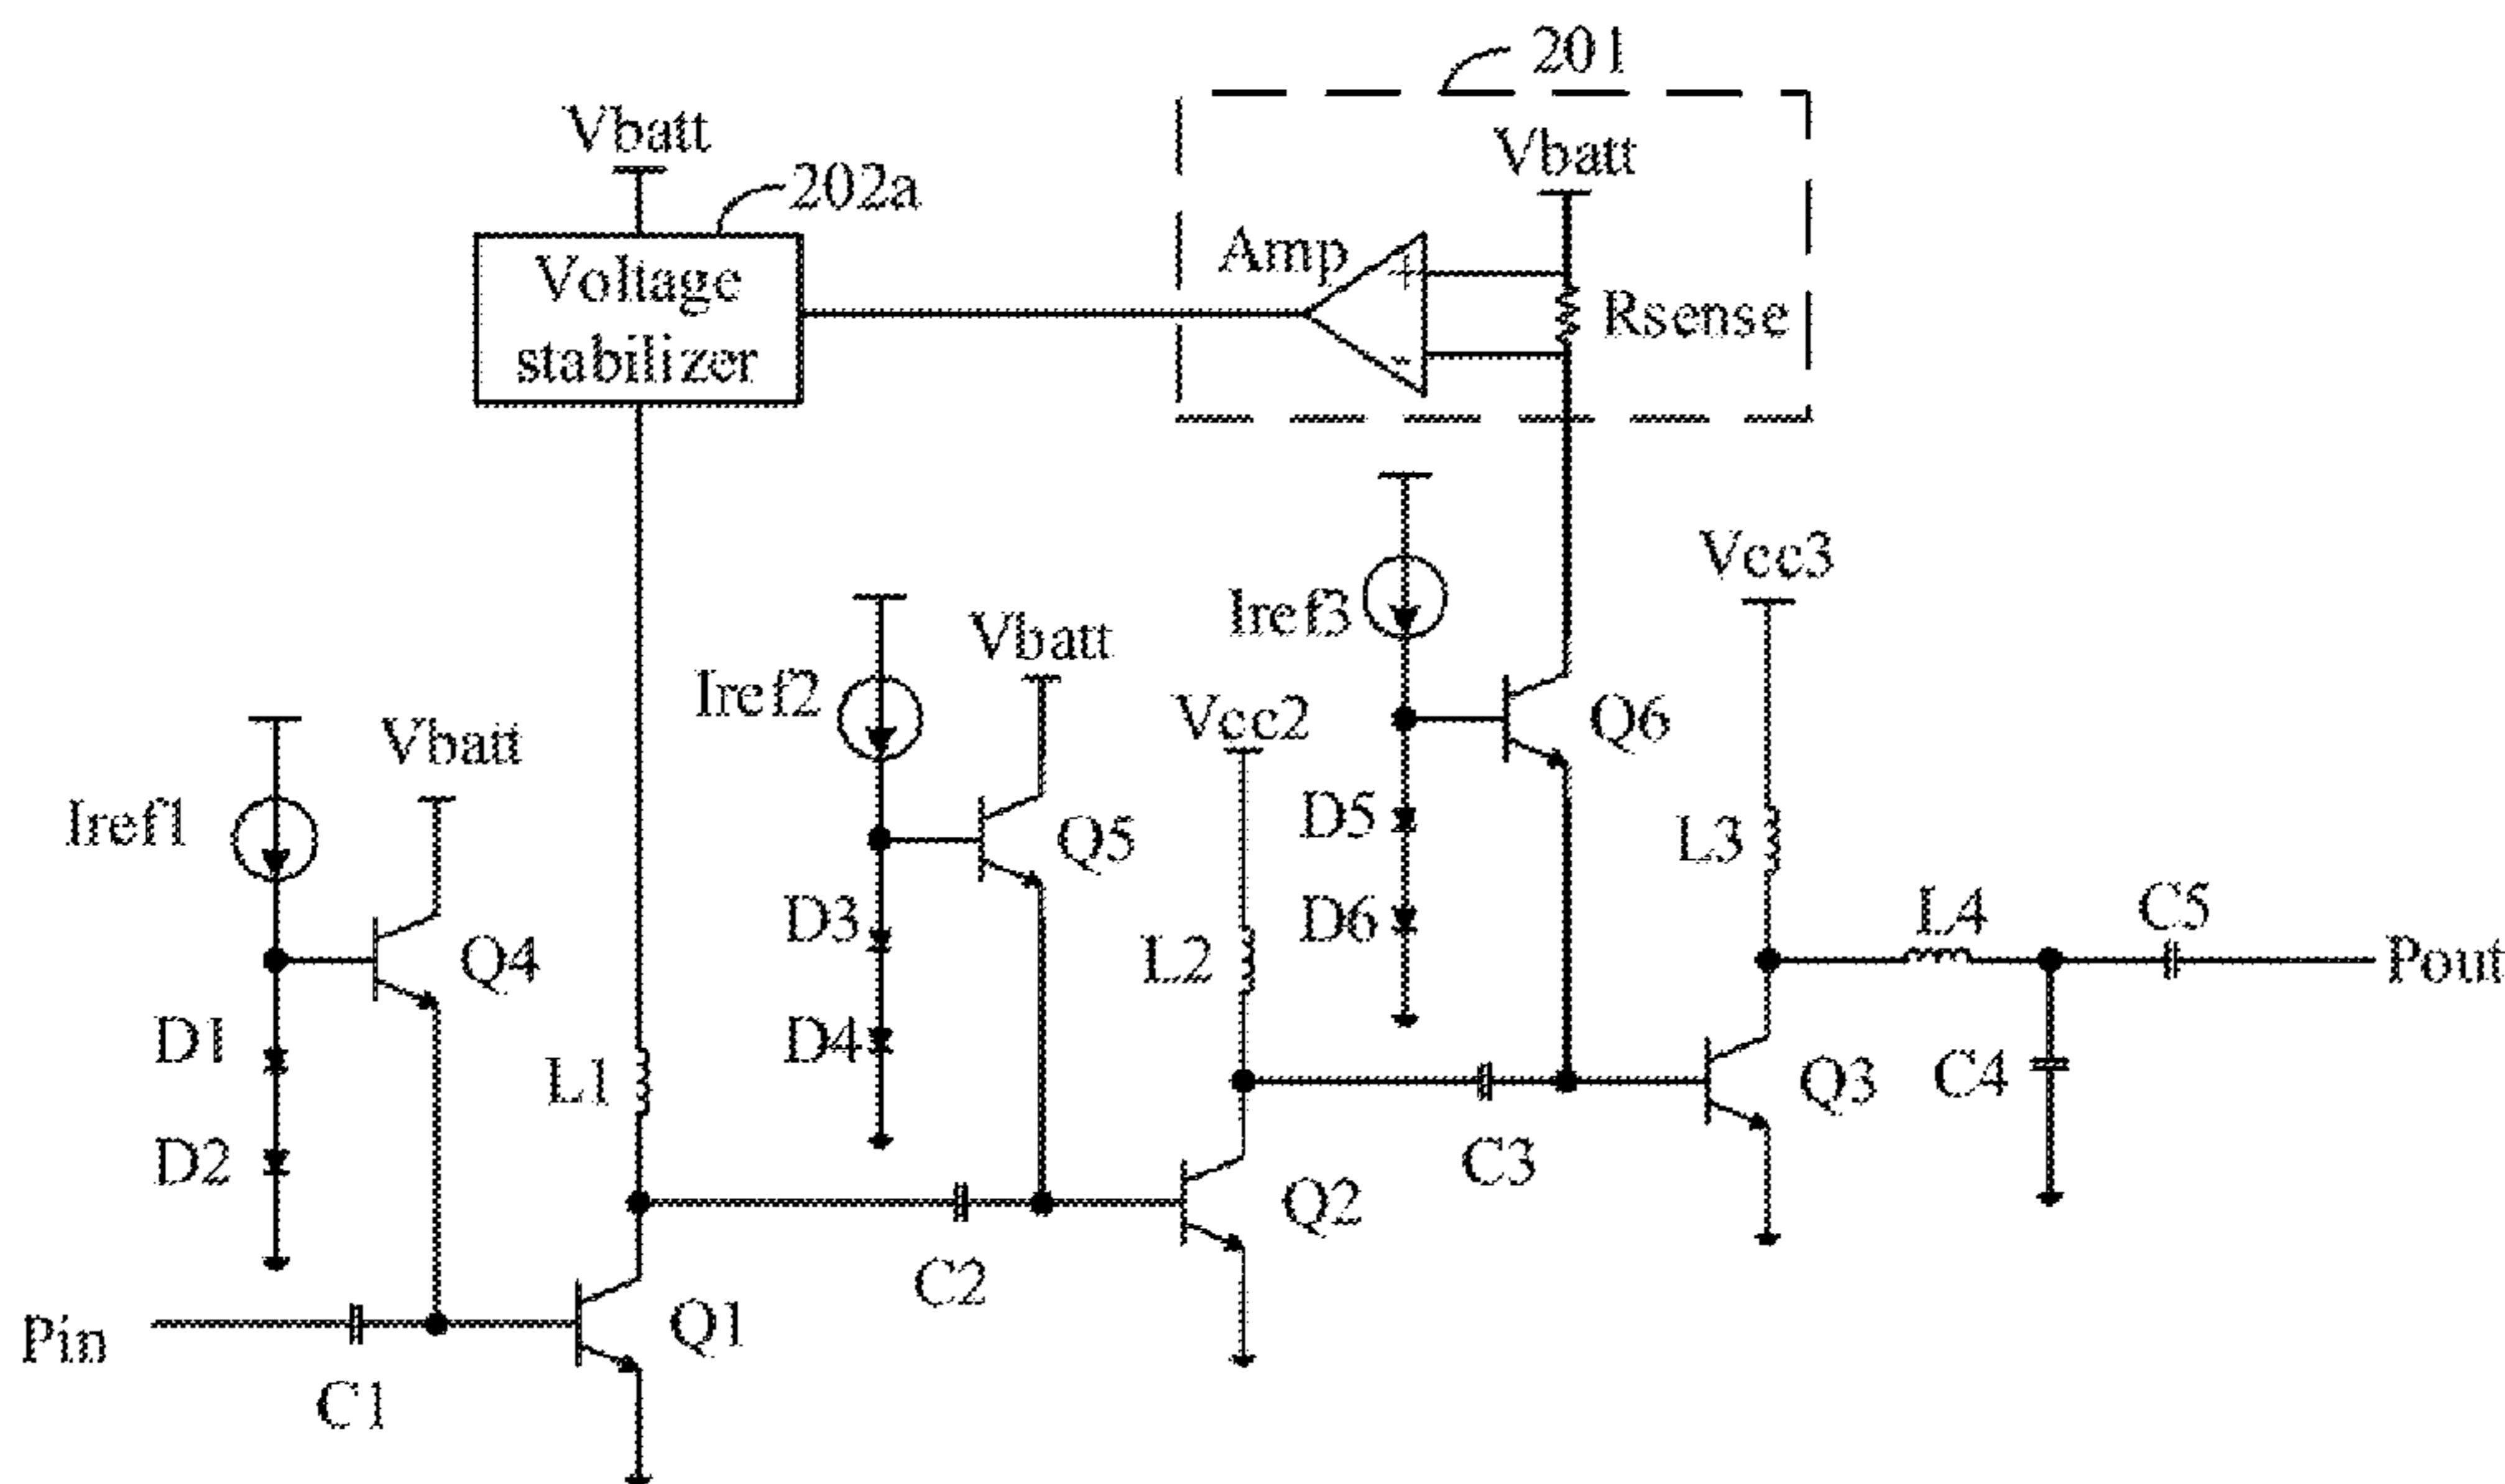 201
Vbatt
Vbatt
202a
Amp
Voltage
stabilizer
Rsense
Vcc3
Iref3
Vbatt
Iref2
Vcc2
Q6
Vbatt
Iref1
D5
Q5
L3
D3
D6
L4
C5
Q4
L2
Pout
D1
D4
L1
Q3
C4
D2
C3
Q2
C2
Pin
Q1
C1